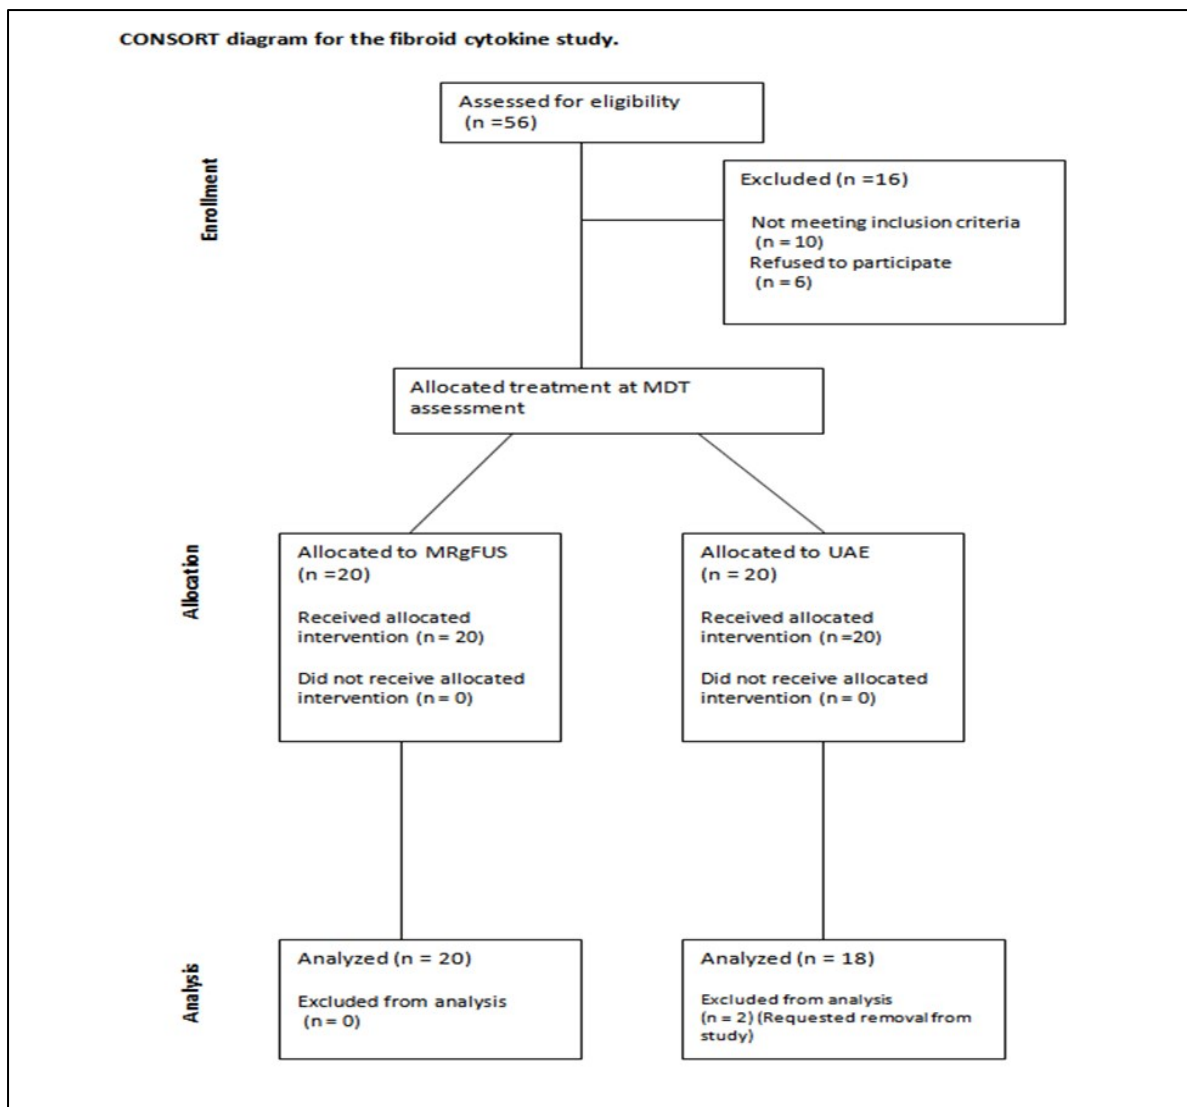 CONSORT diagram for the fibroid cytokine study.
Assessed for eligibility
(n =56)
Enrollment
Excluded (n =16)
Not meeting inclusion criteria
(n = 10)
Refused to participate
(n = 6)
Allocated treatment at MDT
assessment
Allocation
Allocated to MRgFUS
(n =20)
Received allocated
intervention (n = 20)
Did not receive allocated
intervention (n = 0)
Allocated to UAE
(n = 20)
Received allocated
intervention (n =20)
Did not receive allocated
intervention (n = 0)
Analysis
Analyzed (n = 20)
Excluded from analysis
(n = 0)
Analyzed (n = 18)
Excluded from analysis
(n = 2) (Requested removal from
study)